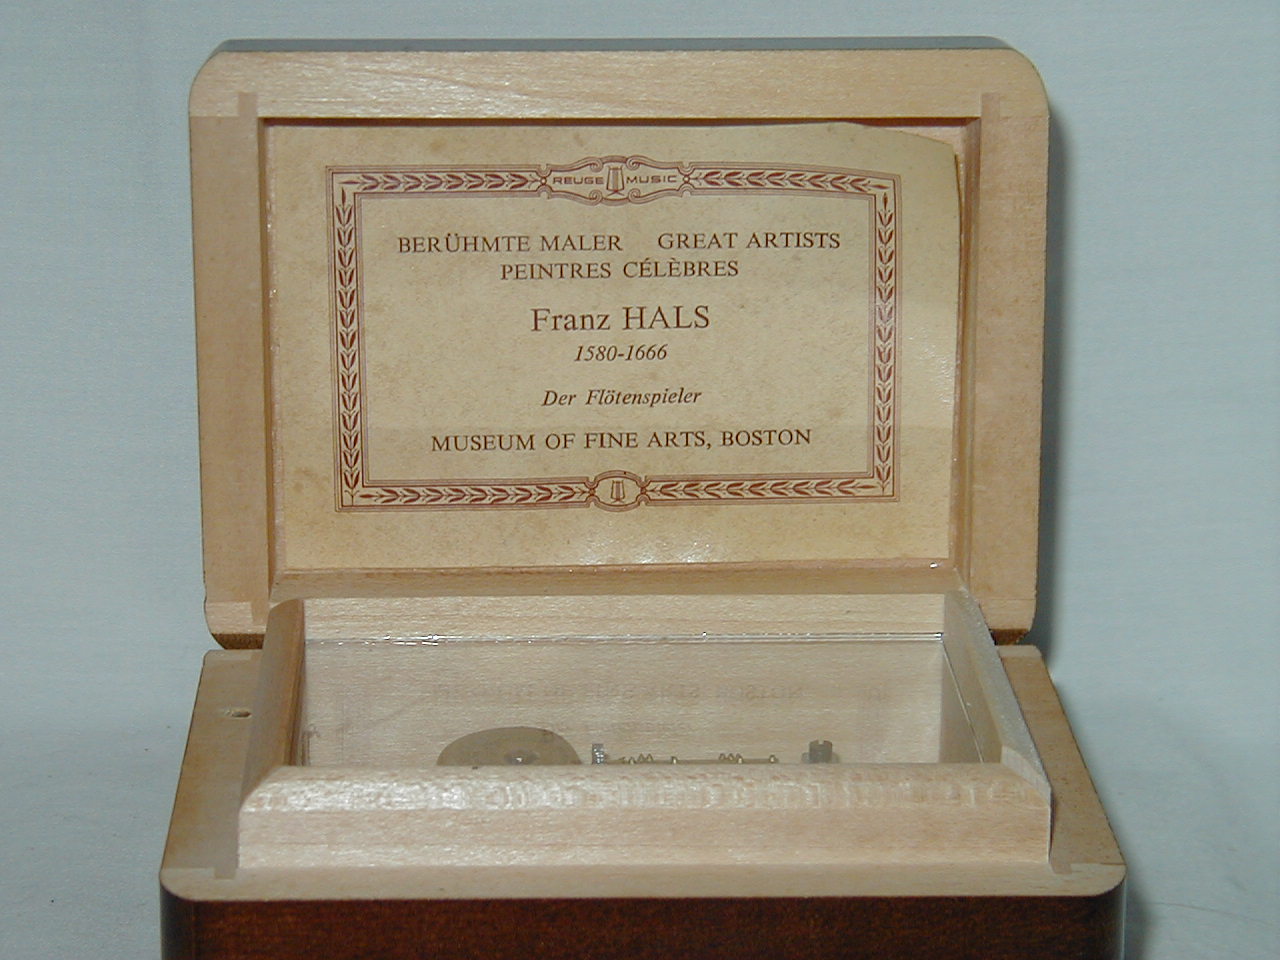 REUGE MUSIC
BERÜHMTE MALER GREAT ARTISTS
PEINTRES CÉLÈBRES
Franz HALS
1580-1666
Der Flötenspieler
MUSEUM OF FINE ARTS, BOSTON